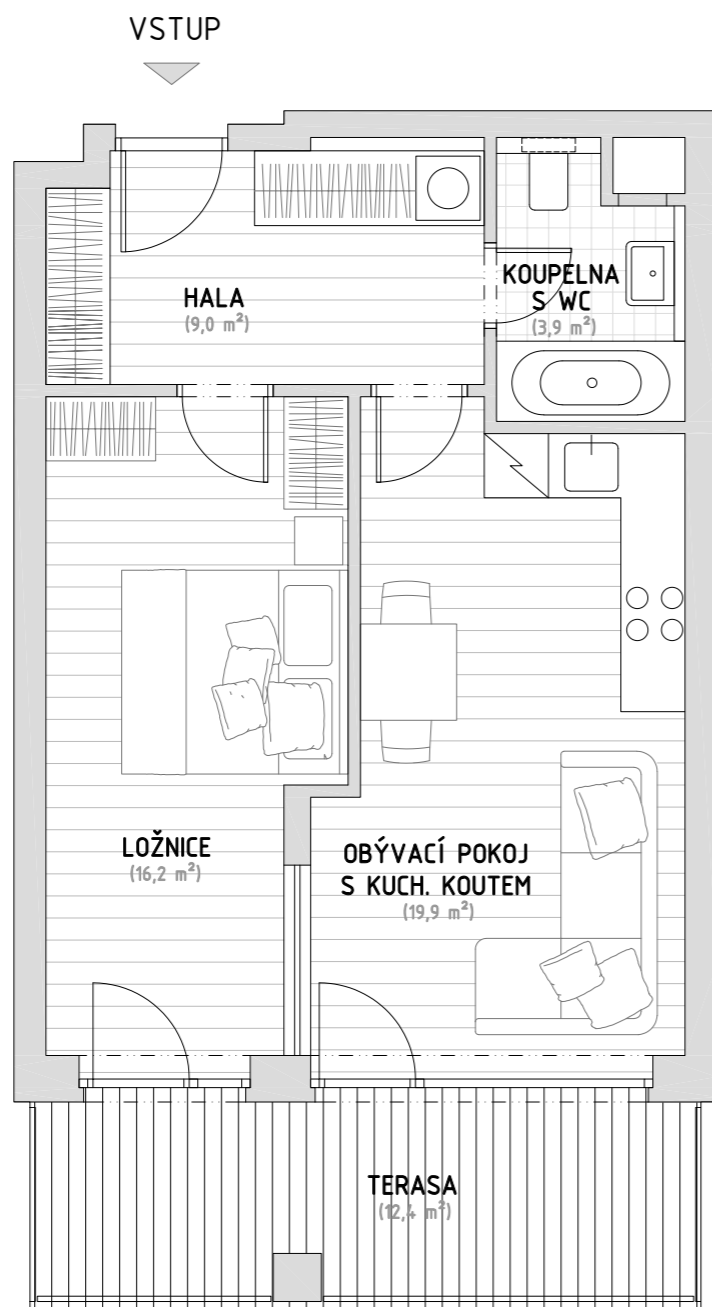 VSTUP
HALA
(9,0 m²)
KOUPELNA
S WC
(3,9 m²)
LOŽNICE
(16,2 m²)
OBÝVACÍ POKOJ
S KUCH. KOUTEM
(19,9 m²)
TERASA
(12,4 m²)